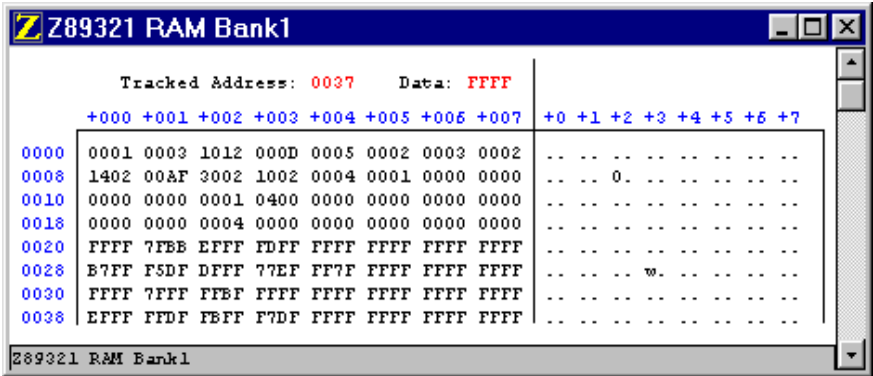 Z Z89321 RAM Bank1
Tracked Address: 0037 Data: FFFF
+000 +001 +002 +003 +004 +005 +006 +007 +0 +1 +2 +3 +4 +5 +6 +7
0000 0001 0003 1012 000D 0005 0002 0003 0002 .. .. .. .. .. .. .. ..
0008 1402 00AF 3002 1002 0004 0001 0000 0000 .. .. 0. .. .. .. .. ..
0010 0000 0000 0001 0400 0000 0000 0000 0000 .. .. .. .. .. .. .. ..
0018 0000 0000 0004 0000 0000 0000 0000 0000 .. .. .. .. .. .. .. ..
0020 FFFF 7FBB EFFF FDFF FFFF FFFF FFFF FFFF .. .. .. .. .. .. .. ..
0028 B7FF F5DF DFFF 77EF FF7F FFFF FFFF FFFF .. .. .. w. .. .. .. ..
0030 FFFF 7FFF FFBF FFFF FFFF FFFF FFFF FFFF .. .. .. .. .. .. .. ..
0038 EFFF FFDF FBFF F7DF FFFF FFFF FFFF FFFF .. .. .. .. .. .. .. ..
Z89321 RAM Bank1